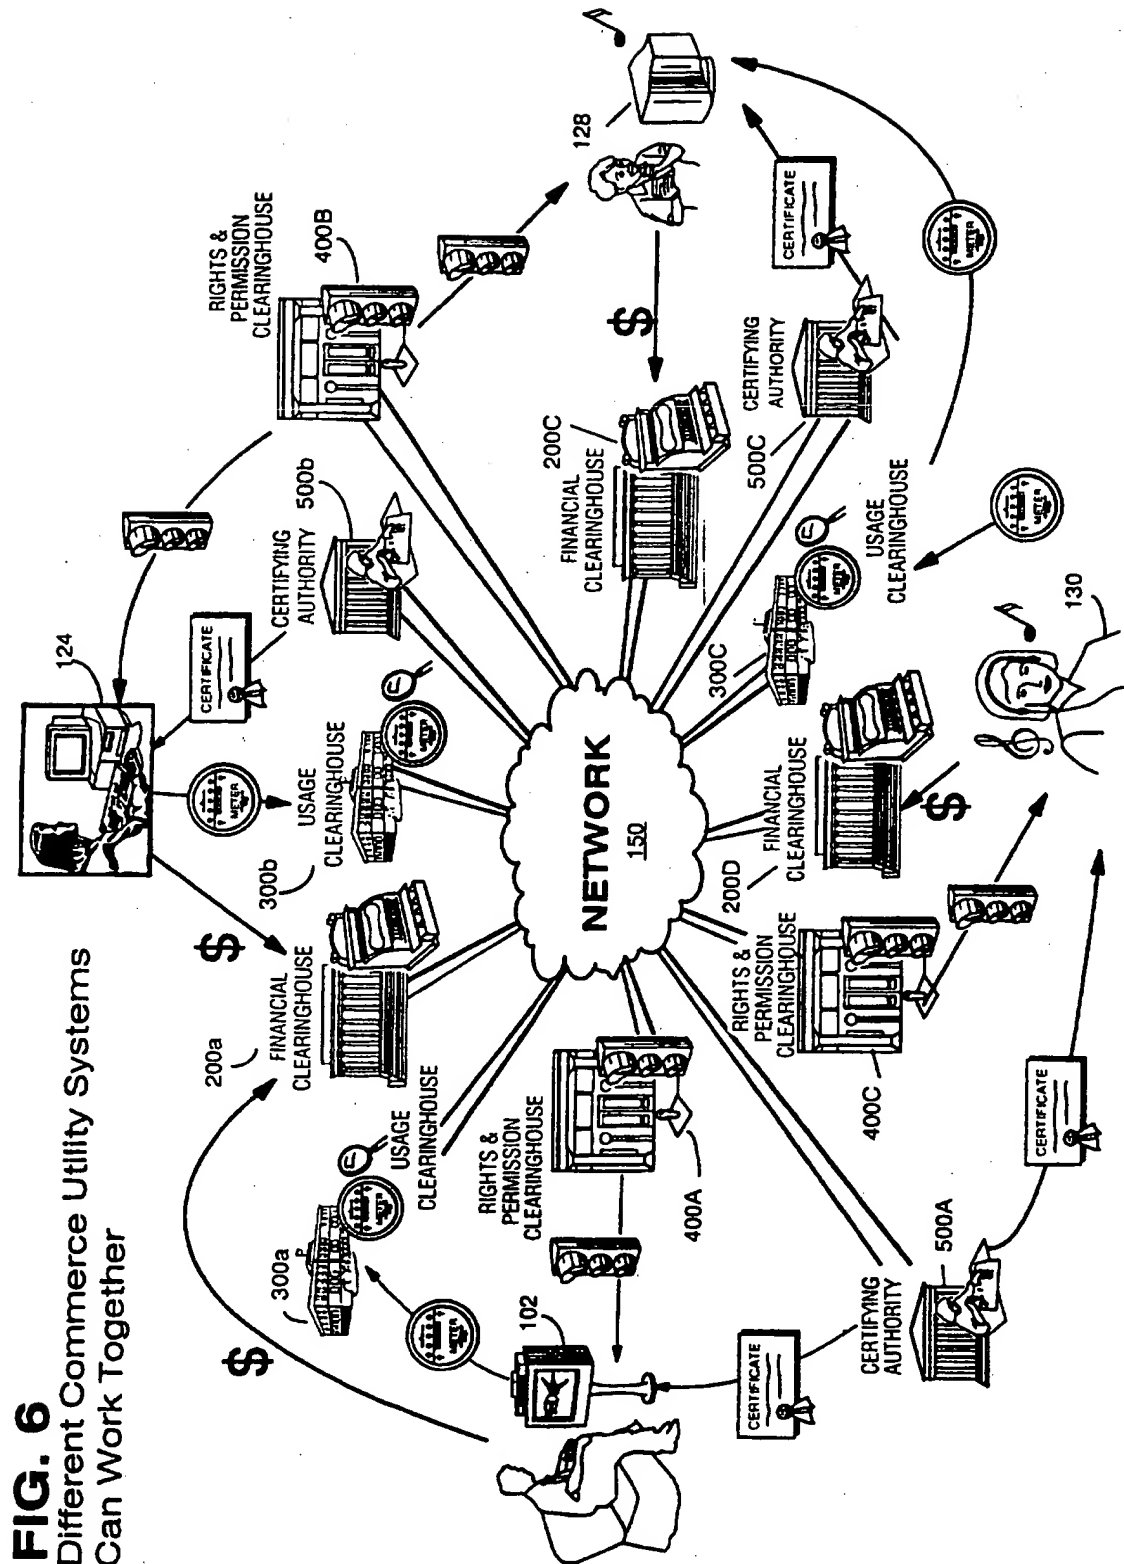 FIG. 6
Different Commerce Utility Systems
Can Work Together
$
200a
FINANCIAL
CLEARINGHOUSE
$
300b
USAGE
CLEARINGHOUSE
METER
124
CERTIFICATE
CERTIFYING
AUTHORITY
500b
RIGHTS &
PERMISSION
CLEARINGHOUSE
400B
300a
METER
METER
USAGE
CLEARINGHOUSE
METER
102
RIGHTS &
PERMISSION
CLEARINGHOUSE
400A
NETWORK
150
FINANCIAL
CLEARINGHOUSE
200C
$
128
CERTIFICATE
CERTIFYING
AUTHORITY
500C
CERTIFICATE
CERTIFYING
AUTHORITY
500A
CERTIFICATE
RIGHTS &
PERMISSION
CLEARINGHOUSE
400C
200D
FINANCIAL
CLEARINGHOUSE
$
300C
METER
USAGE
CLEARINGHOUSE
METER
METER
130